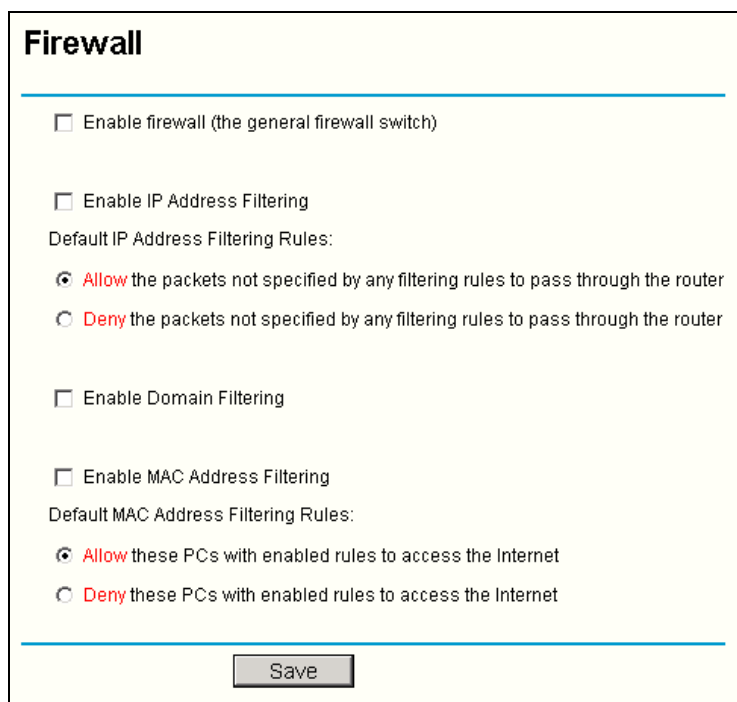 Firewall
Enable firewall (the general firewall switch)
Enable IP Address Filtering
Default IP Address Filtering Rules:
Allow the packets not specified by any filtering rules to pass through the router
Deny the packets not specified by any filtering rules to pass through the router
Enable Domain Filtering
Enable MAC Address Filtering
Default MAC Address Filtering Rules:
Allow these PCs with enabled rules to access the Internet
Deny these PCs with enabled rules to access the Internet
Save